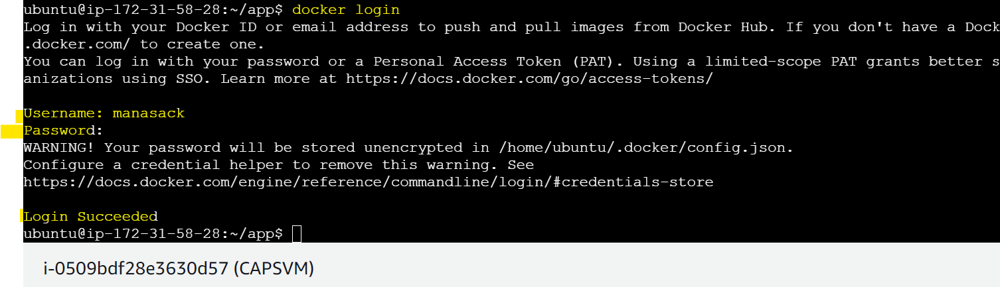 ubuntu@ip-172-31-58-28:~/app$ docker login
Log in with your Docker ID or email address to push and pull images from Docker Hub. If you don't have a Dock
.docker.com/ to create one.
You can log in with your password or a Personal Access Token (PAT). Using a limited-scope PAT grants better s
anizations using SSO. Learn more at https://docs.docker.com/go/access-tokens/
Username: manasack
Password:
WARNING! Your password will be stored unencrypted in /home/ubuntu/.docker/config.json.
Configure a credential helper to remove this warning. See
https://docs.docker.com/engine/reference/commandline/login/#credentials-store
Login Succeeded
ubuntu@ip-172-31-58-28:~/app$
i-0509bdf28e3630d57 (CAPSVM)